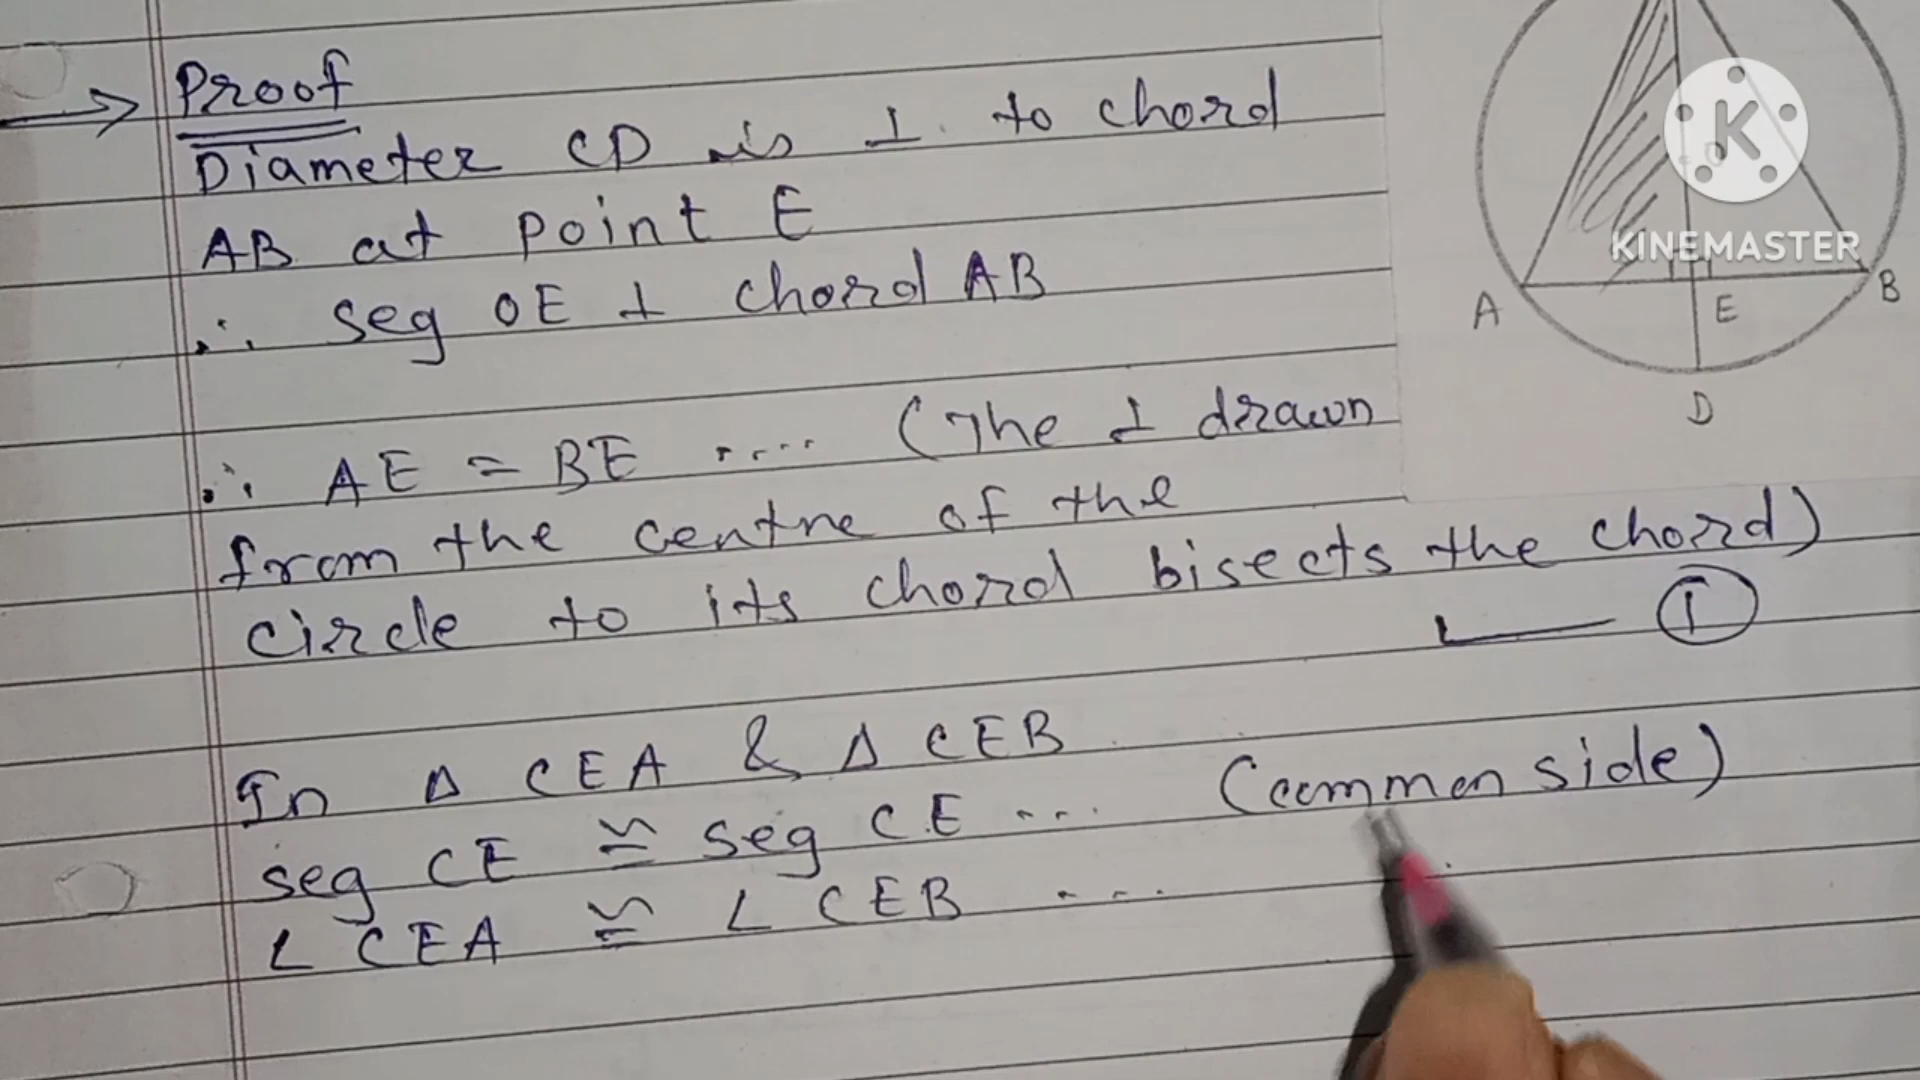 Proof
Diameter CD is ⊥ to chord
AB at point E
∴ seg OE ⊥ chord AB
∴ AE = BE .... (The ⊥ drawn
from the centre of the
circle to its chord bisects the chord)
— I
In Δ CEA & Δ CEB
seg CE ≅ seg CE ... (common side)
∠ CEA ≅ ∠ CEB ...
K
KINEMASTER
A
E
B
D